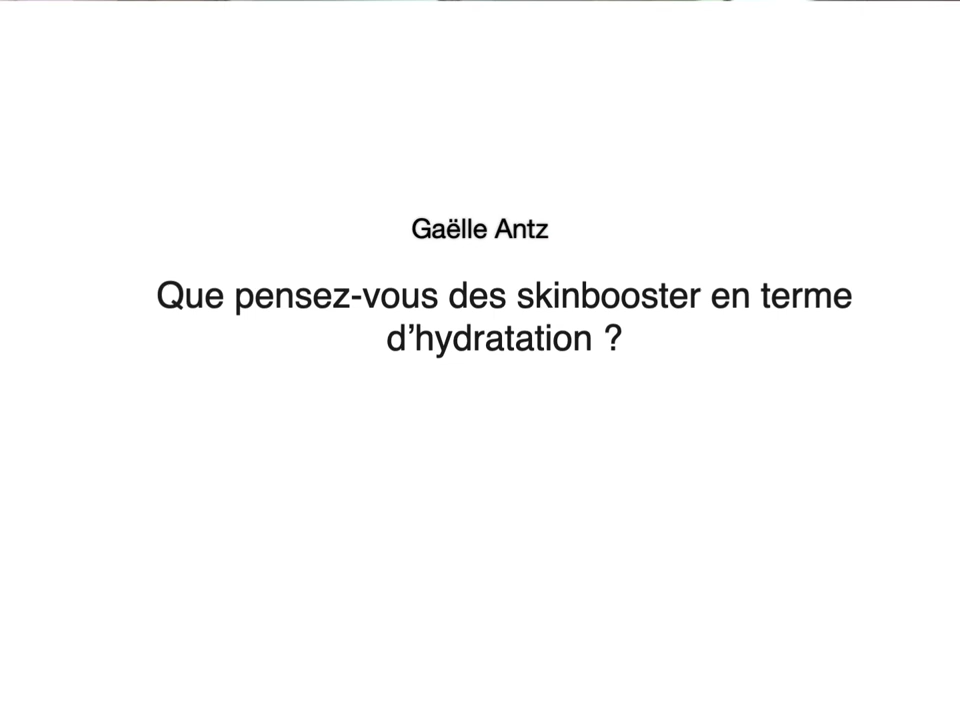 Gaëlle Antz
Que pensez-vous des skinbooster en terme
d’hydratation ?